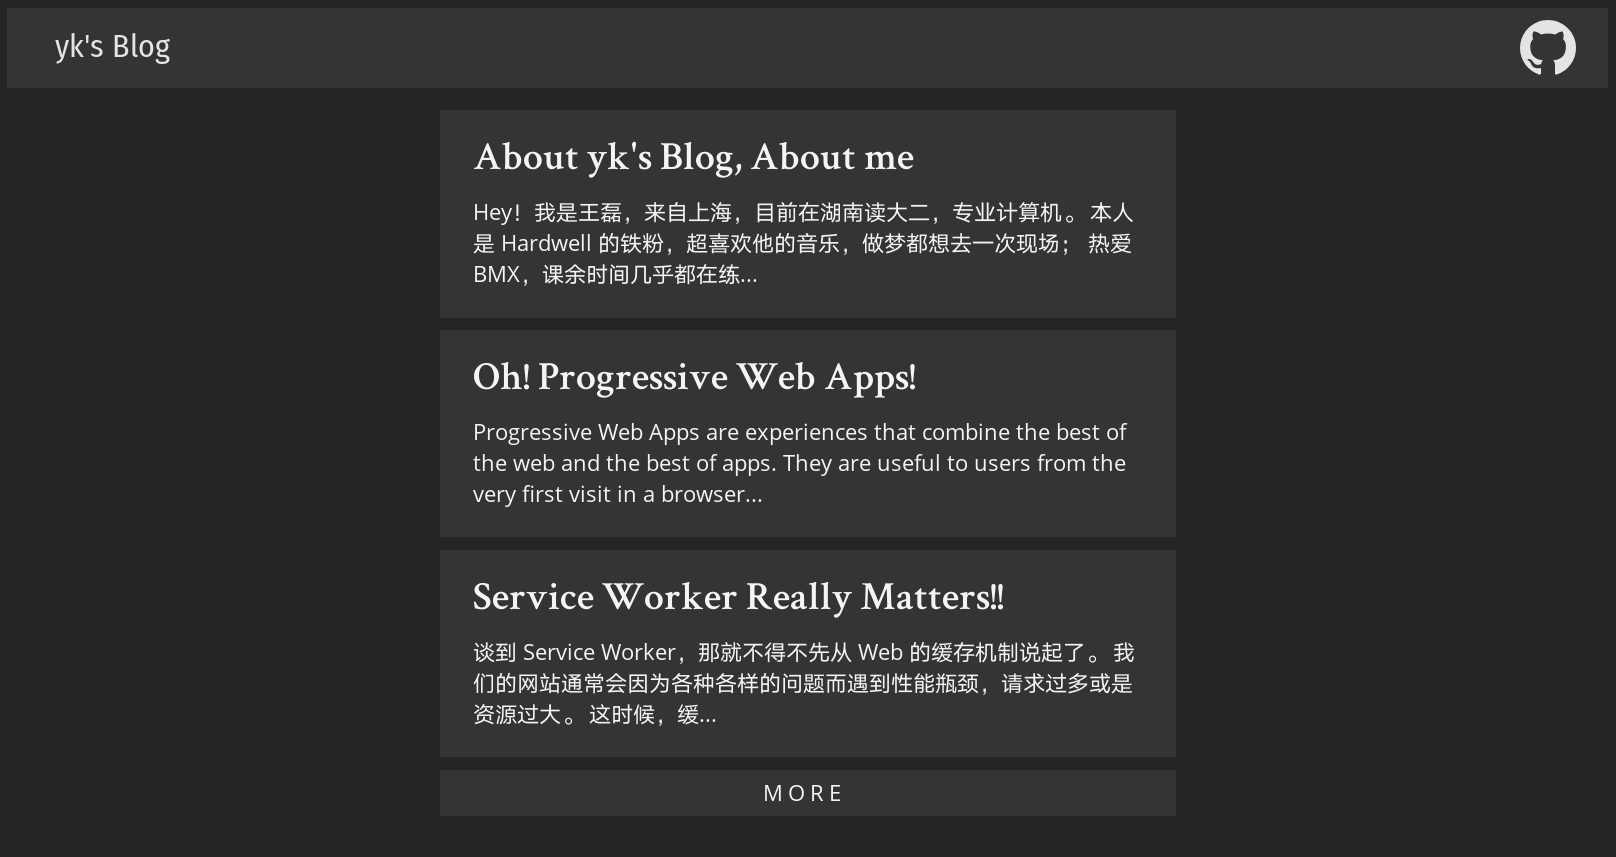 yk's Blog
About yk's Blog, About me
Hey！我是王磊，来自上海，目前在湖南读大二，专业计算机。本人
是 Hardwell 的铁粉，超喜欢他的音乐，做梦都想去一次现场； 热爱
BMX，课余时间几乎都在练...
Oh! Progressive Web Apps!
Progressive Web Apps are experiences that combine the best of
the web and the best of apps. They are useful to users from the
very first visit in a browser...
Service Worker Really Matters!!
谈到 Service Worker，那就不得不先从 Web 的缓存机制说起了。我
们的网站通常会因为各种各样的问题而遇到性能瓶颈，请求过多或是
资源过大。这时候，缓...
MORE